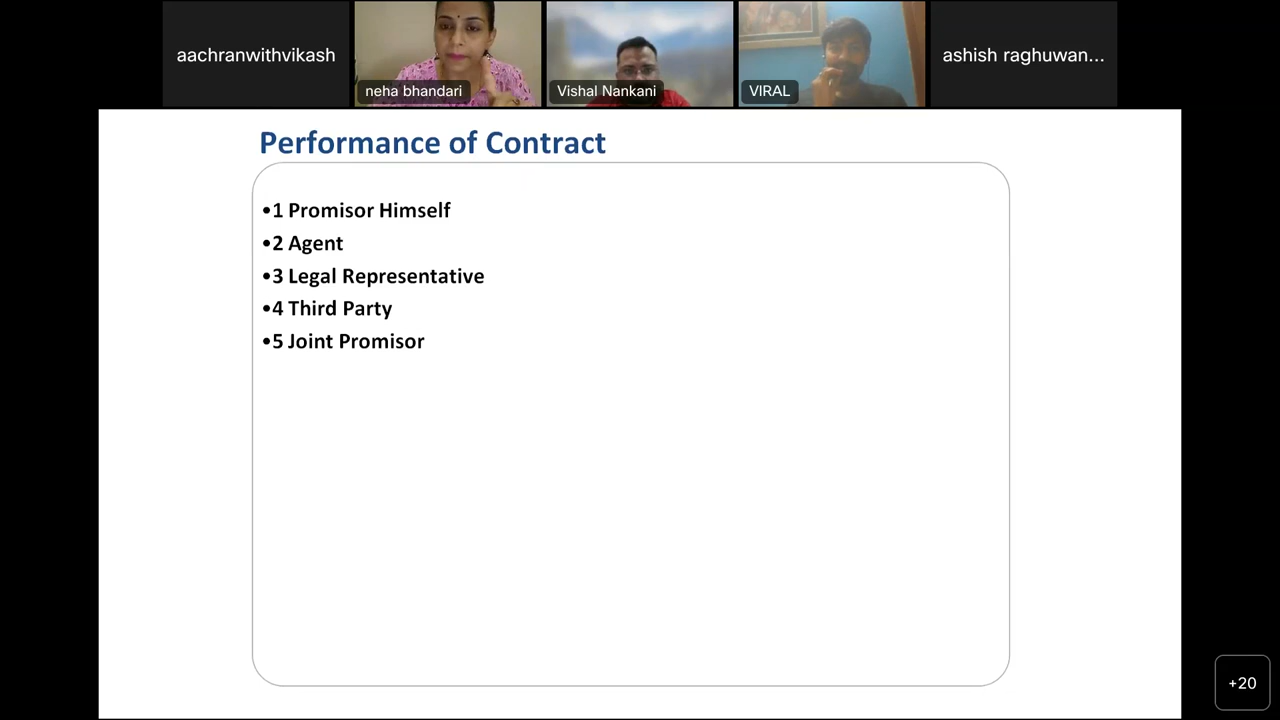 aachranwithvikash
neha bhandari
Vishal Nankani
VIRAL
ashish raghuwan...
Performance of Contract
•1 Promisor Himself
•2 Agent
•3 Legal Representative
•4 Third Party
•5 Joint Promisor
+20